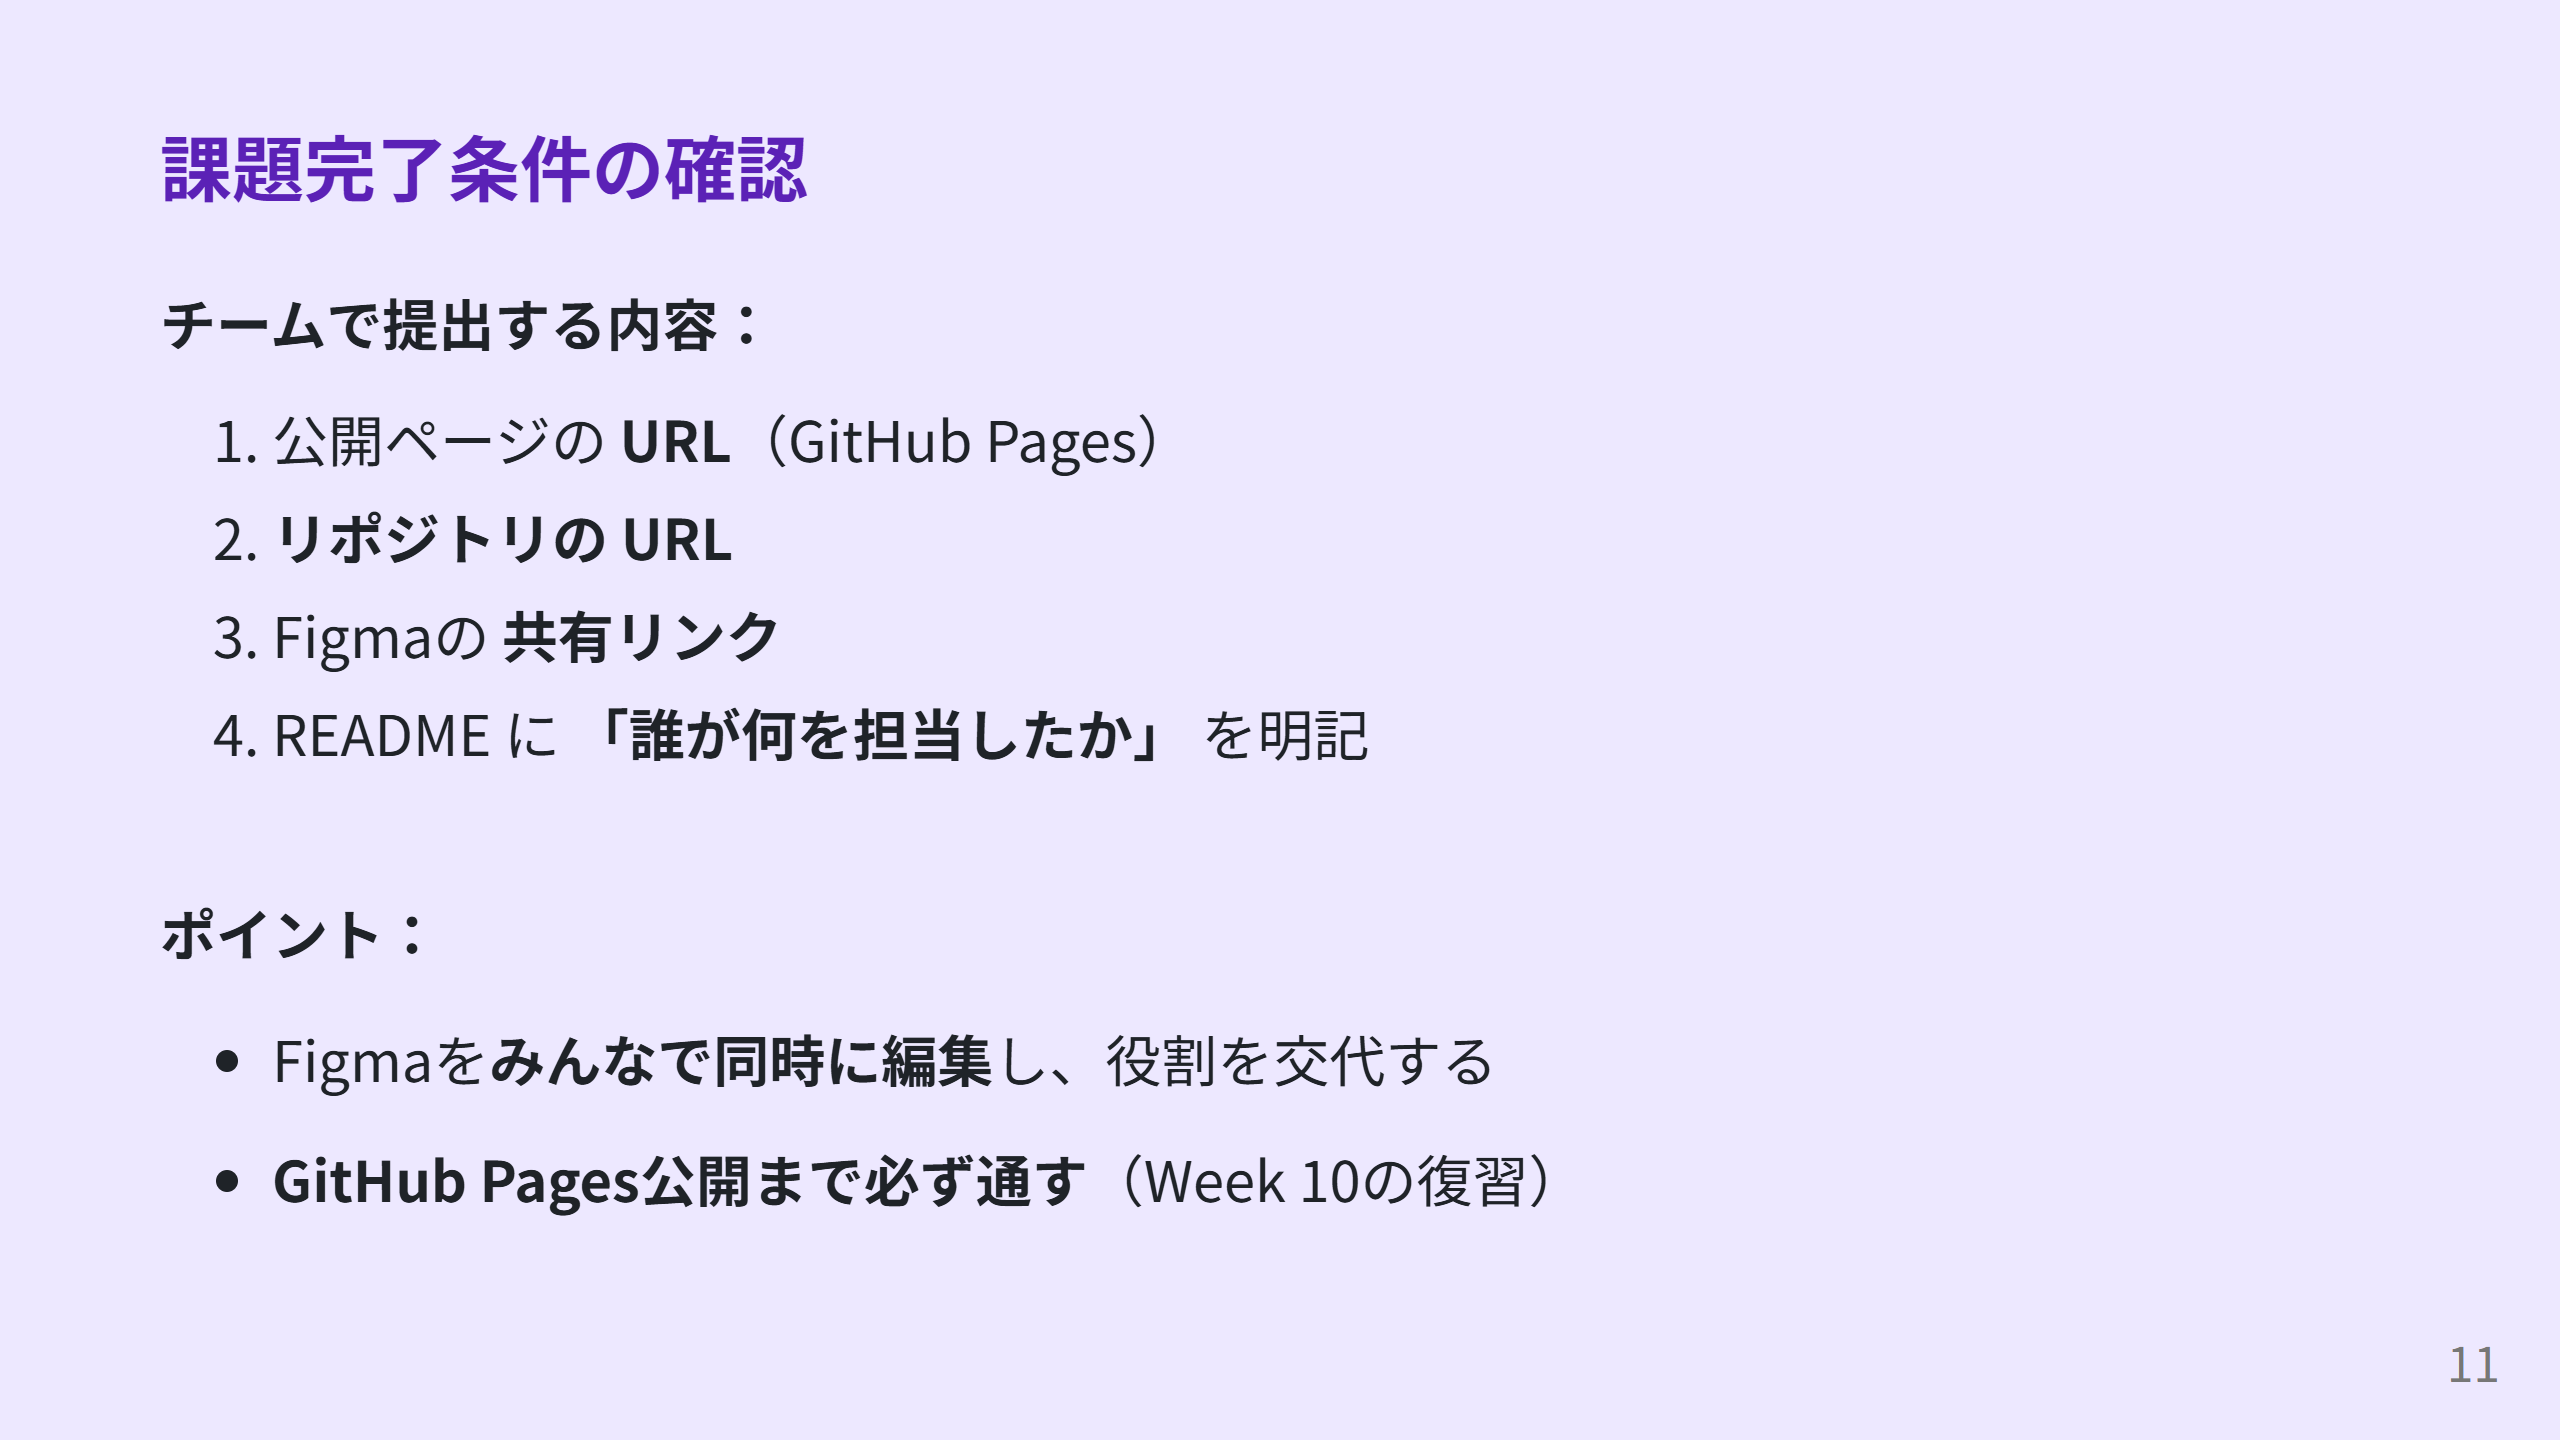 課題完了条件の確認
チームで提出する内容：
1. 公開ページの URL（GitHub Pages）
2. リポジトリの URL
3. Figmaの 共有リンク
4. README に 「誰が何を担当したか」 を明記
ポイント：
• Figmaをみんなで同時に編集し、役割を交代する
• GitHub Pages公開まで必ず通す（Week 10の復習）
11